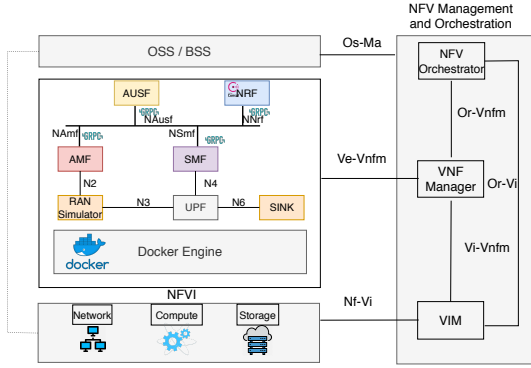 NFV Management
and Orchestration
OSS / BSS
Os-Ma
NFV
Orchestrator
AUSF
NRF
GRPC
GRPC
NAusf
NNrf
NAmf
GRPC
NSmf
GRPC
Or-Vnfm
AMF
SMF
Ve-Vnfm
VNF
Manager
Or-Vi
N2
N4
RAN
Simulator
N3
UPF
N6
SINK
Docker Engine
docker
Vi-Vnfm
NFVI
Nf-Vi
Network
Compute
Storage
VIM